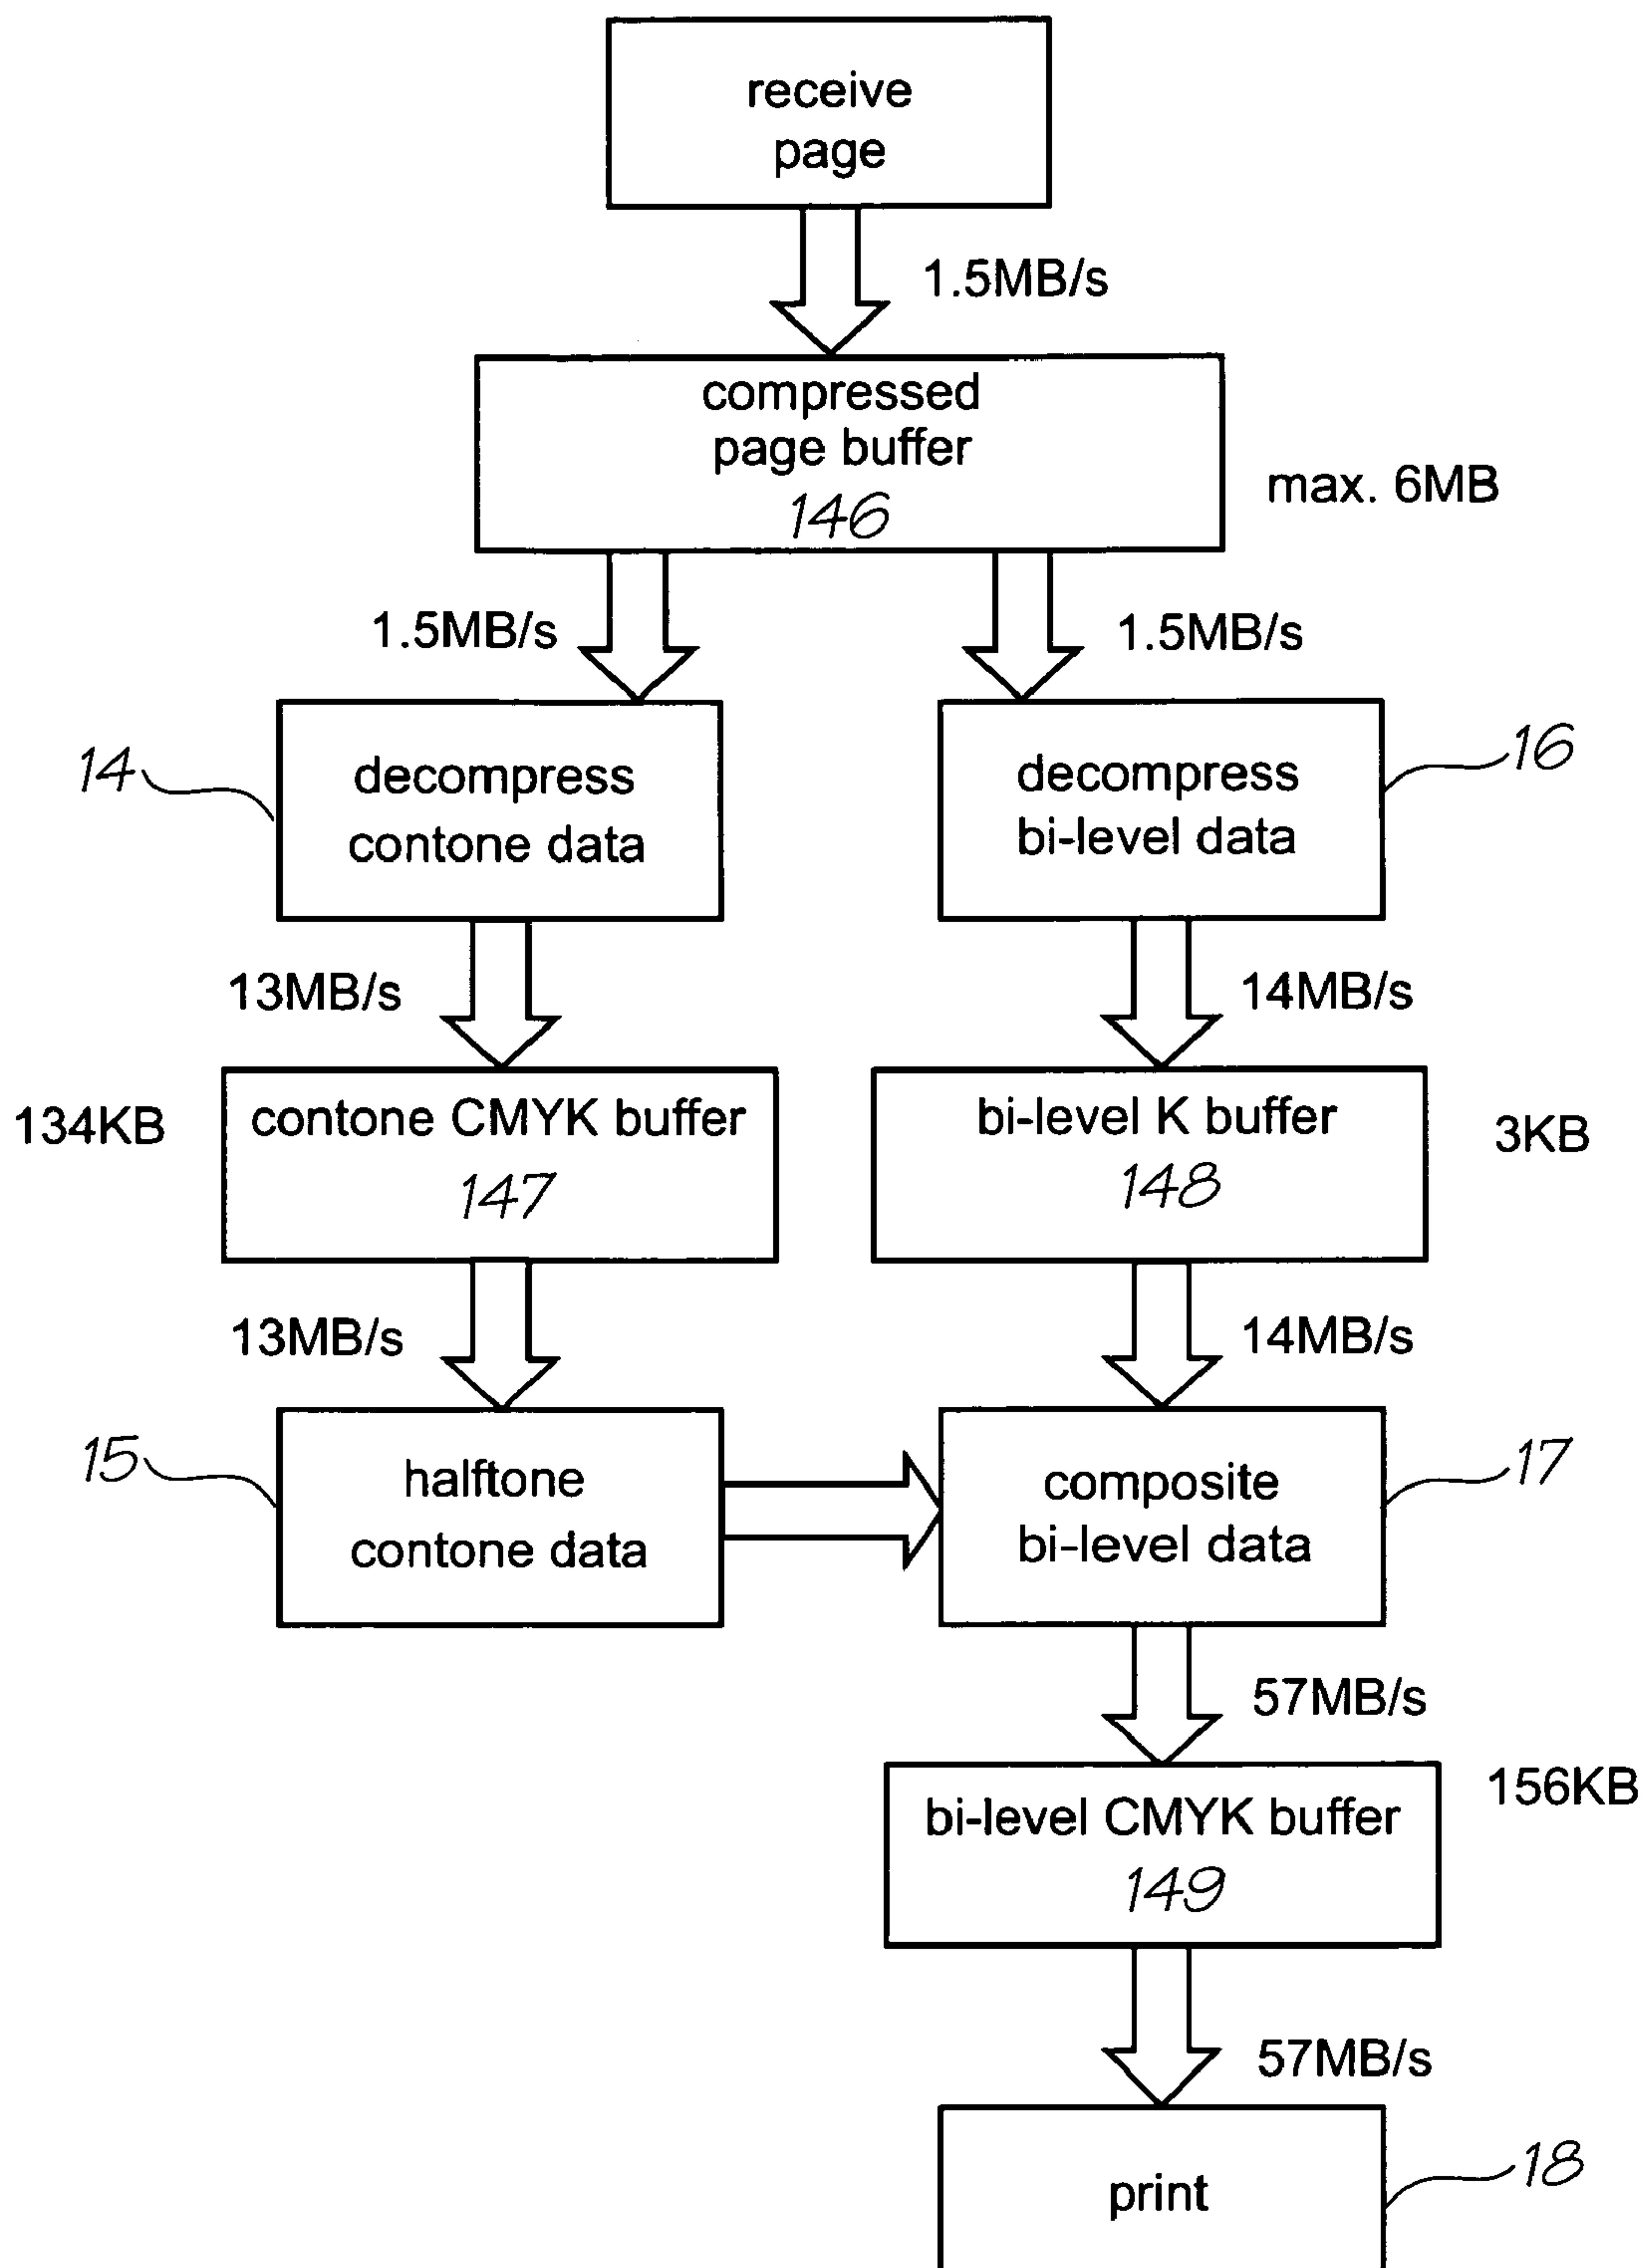 receive
page
1.5MB/s
compressed
page buffer
146
max. 6MB
1.5MB/s
1.5MB/s
14
decompress
contone data
decompress
bi-level data
16
13MB/s
14MB/s
134KB
contone CMYK buffer
147
bi-level K buffer
148
3KB
13MB/s
14MB/s
15
halftone
contone data
composite
bi-level data
17
57MB/s
bi-level CMYK buffer
149
156KB
57MB/s
print
18